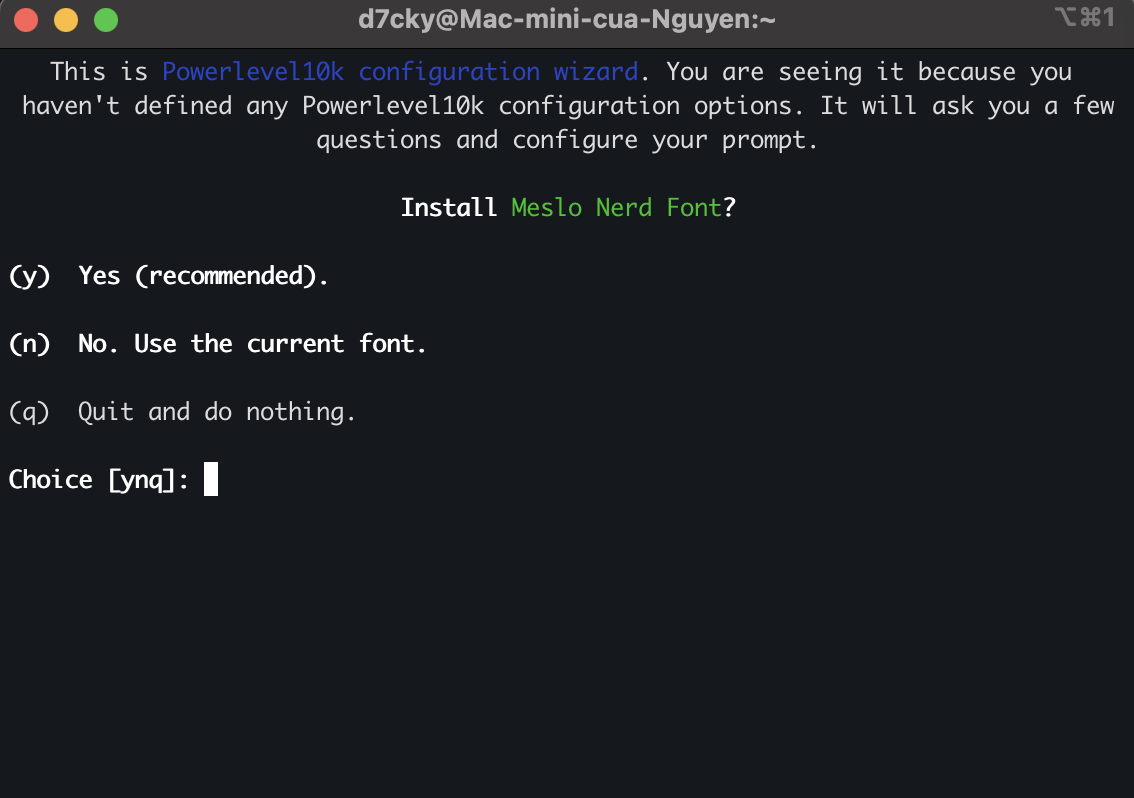 d7cky@Mac-mini-cua-Nguyen:~
⌥⌘1
This is Powerlevel10k configuration wizard. You are seeing it because you
haven't defined any Powerlevel10k configuration options. It will ask you a few
questions and configure your prompt.
Install Meslo Nerd Font?
(y) Yes (recommended).
(n) No. Use the current font.
(q) Quit and do nothing.
Choice [ynq]: